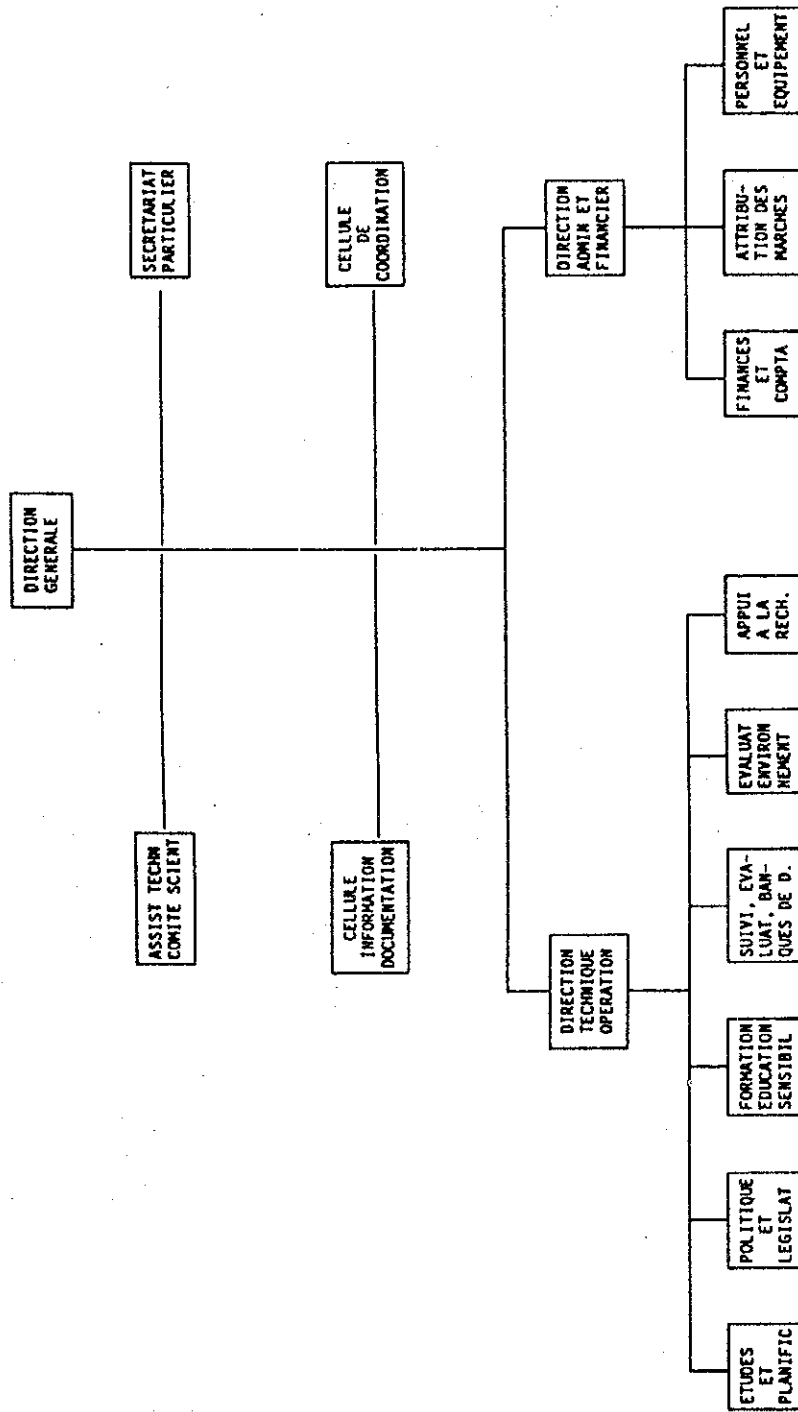 DIRECTION
GENERALE
ASSIST TECHN
COMITE SCIENT
SECRETARIAT
PARTICULIER
CELLULE
INFORMATION
DOCUMENTATION
CELLULE
DE
COORDINATION
DIRECTION
TECHNIQUE
OPERATION
DIRECTION
ADMIN ET
FINANCIER
ETUDES
ET
PLANIFIC
POLITIQUE
ET
LEGISLAT
FORMATION
EDUCATION
SENSIBIL
SUIVI, EVA-
LUAT, BAN-
QUES DE D.
EVALUAT
ENVIRON
NEMENT
APPUI
A LA
RECH.
FINANCES
ET
COMPTA
ATTRIBU-
TION DES
MARCHES
PERSONNEL
ET
EQUIPEMENT